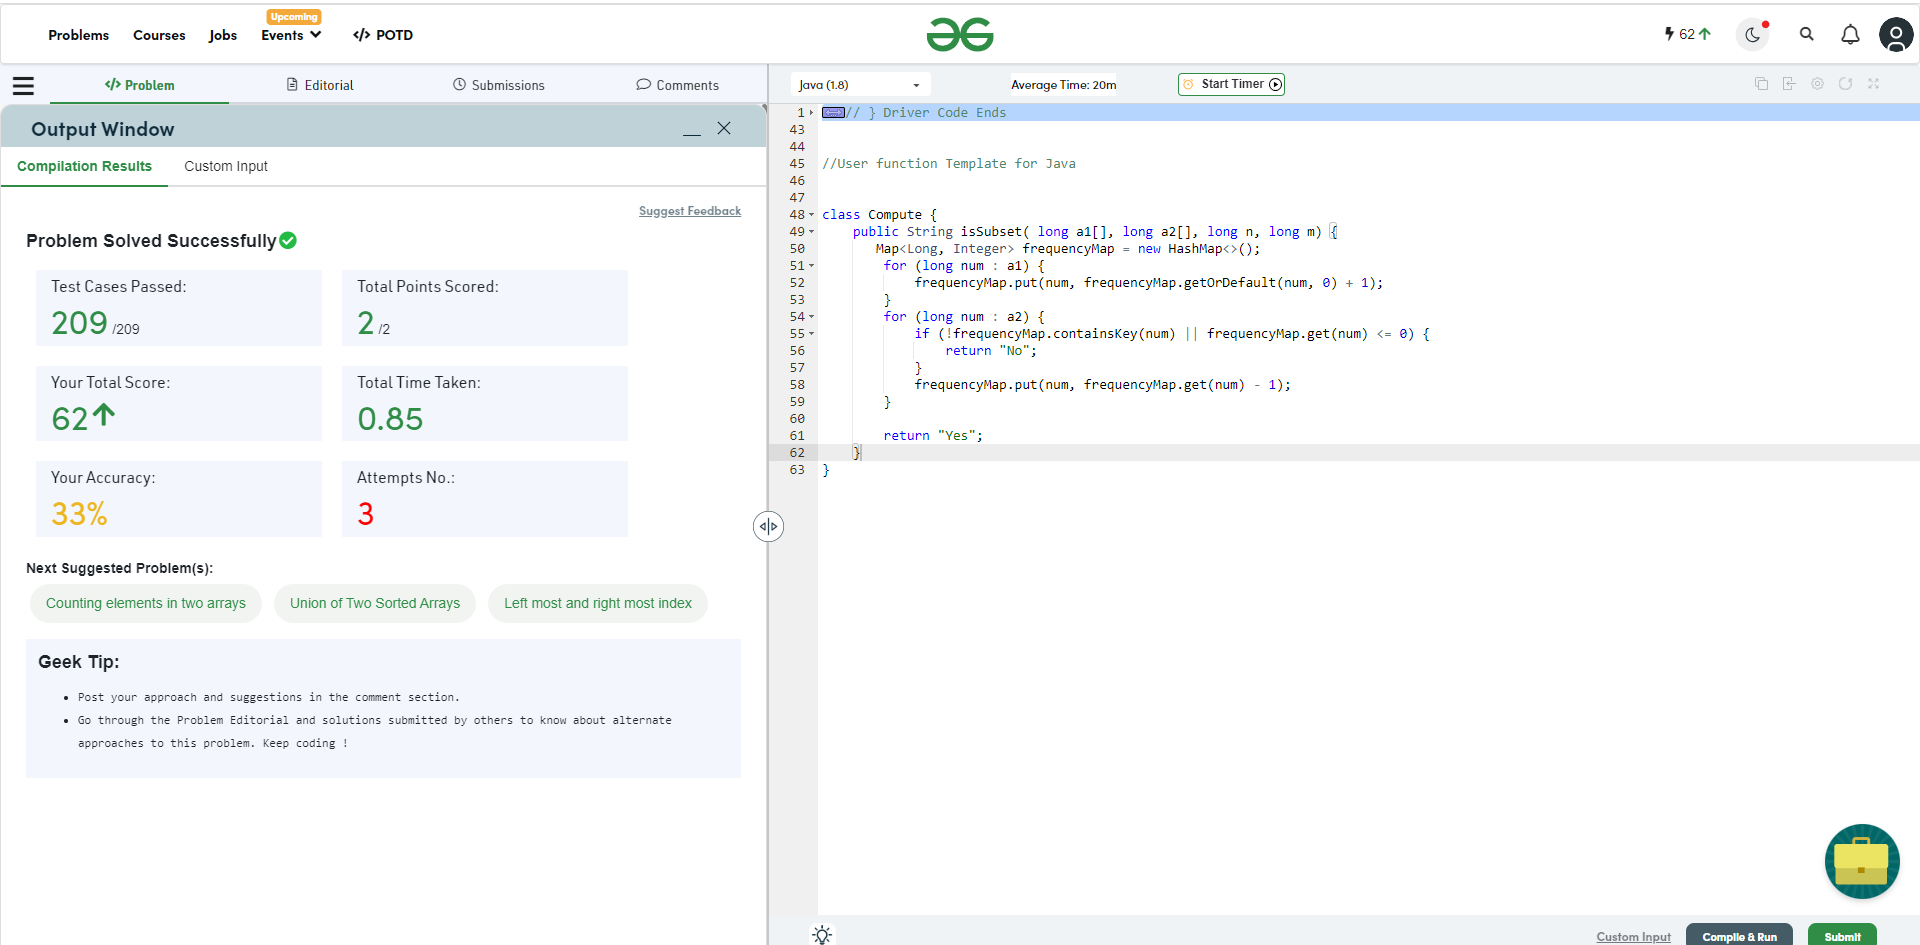 Upcoming
Problems Courses Jobs Events </> POTD
62
</> Problem Editorial Submissions Comments
Output Window
Compilation Results Custom Input
Suggest Feedback
Problem Solved Successfully
Test Cases Passed:
209 /209
Total Points Scored:
2 /2
Your Total Score:
62
Total Time Taken:
0.85
Your Accuracy:
33%
Attempts No.:
3
Next Suggested Problem(s):
Counting elements in two arrays Union of Two Sorted Arrays Left most and right most index
Geek Tip:
• Post your approach and suggestions in the comment section.
• Go through the Problem Editorial and solutions submitted by others to know about alternate
approaches to this problem. Keep coding !
Java (1.8) Average Time: 20m Start Timer
1 // } Driver Code Ends
43
44
45 //User function Template for Java
46
47
48 class Compute {
49 public String isSubset( long a1[], long a2[], long n, long m) {
50 Map<Long, Integer> frequencyMap = new HashMap<>();
51 for (long num : a1) {
52 frequencyMap.put(num, frequencyMap.getOrDefault(num, 0) + 1);
53 }
54 for (long num : a2) {
55 if (!frequencyMap.containsKey(num) || frequencyMap.get(num) <= 0) {
56 return "No";
57 }
58 frequencyMap.put(num, frequencyMap.get(num) - 1);
59 }
60
61 return "Yes";
62 }
63 }
Custom Input Compile & Run Submit